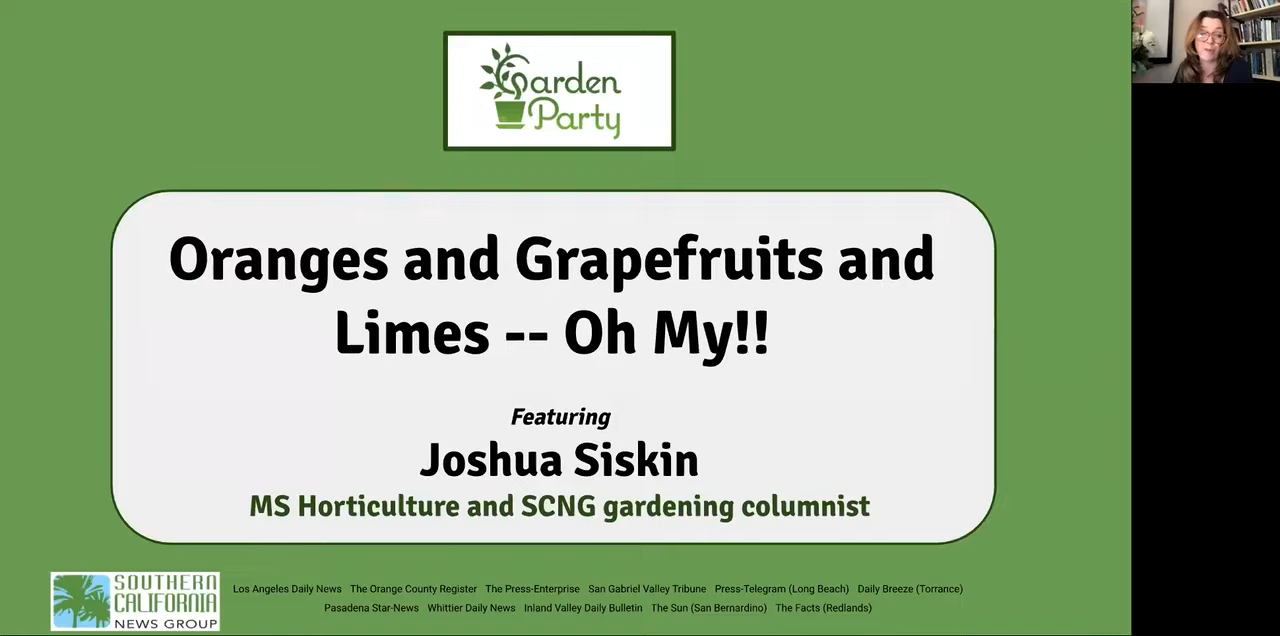 Garden
Party
Oranges and Grapefruits and
Limes -- Oh My!!
Featuring
Joshua Siskin
MS Horticulture and SCNG gardening columnist
SOUTHERN
CALIFORNIA
NEWS GROUP
Los Angeles Daily News The Orange County Register The Press-Enterprise San Gabriel Valley Tribune Press-Telegram (Long Beach) Daily Breeze (Torrance)
Pasadena Star-News Whittier Daily News Inland Valley Daily Bulletin The Sun (San Bernardino) The Facts (Redlands)